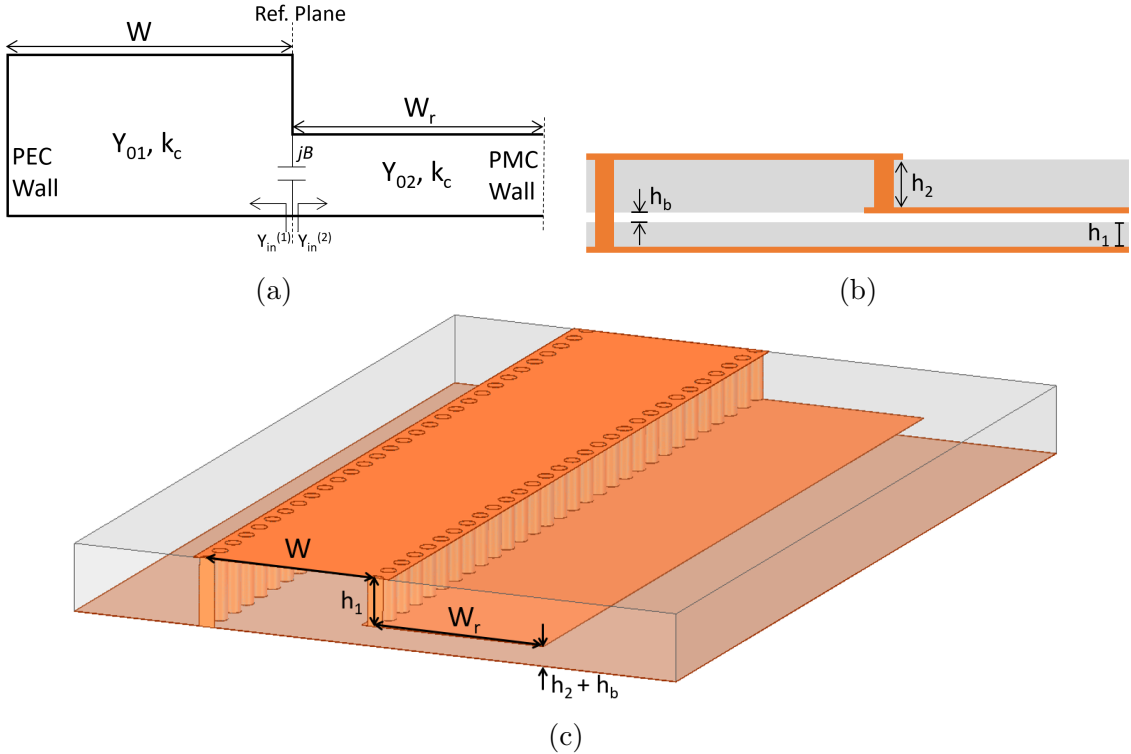 Ref. Plane
W
W_r
Y_01, k_c
jB
PEC
Wall
Y_02, k_c
PMC
Wall
Y_in^(1) Y_in^(2)
(a)
h_2
h_b
h_1
(b)
W
h_1
W_r
h_2 + h_b
(c)